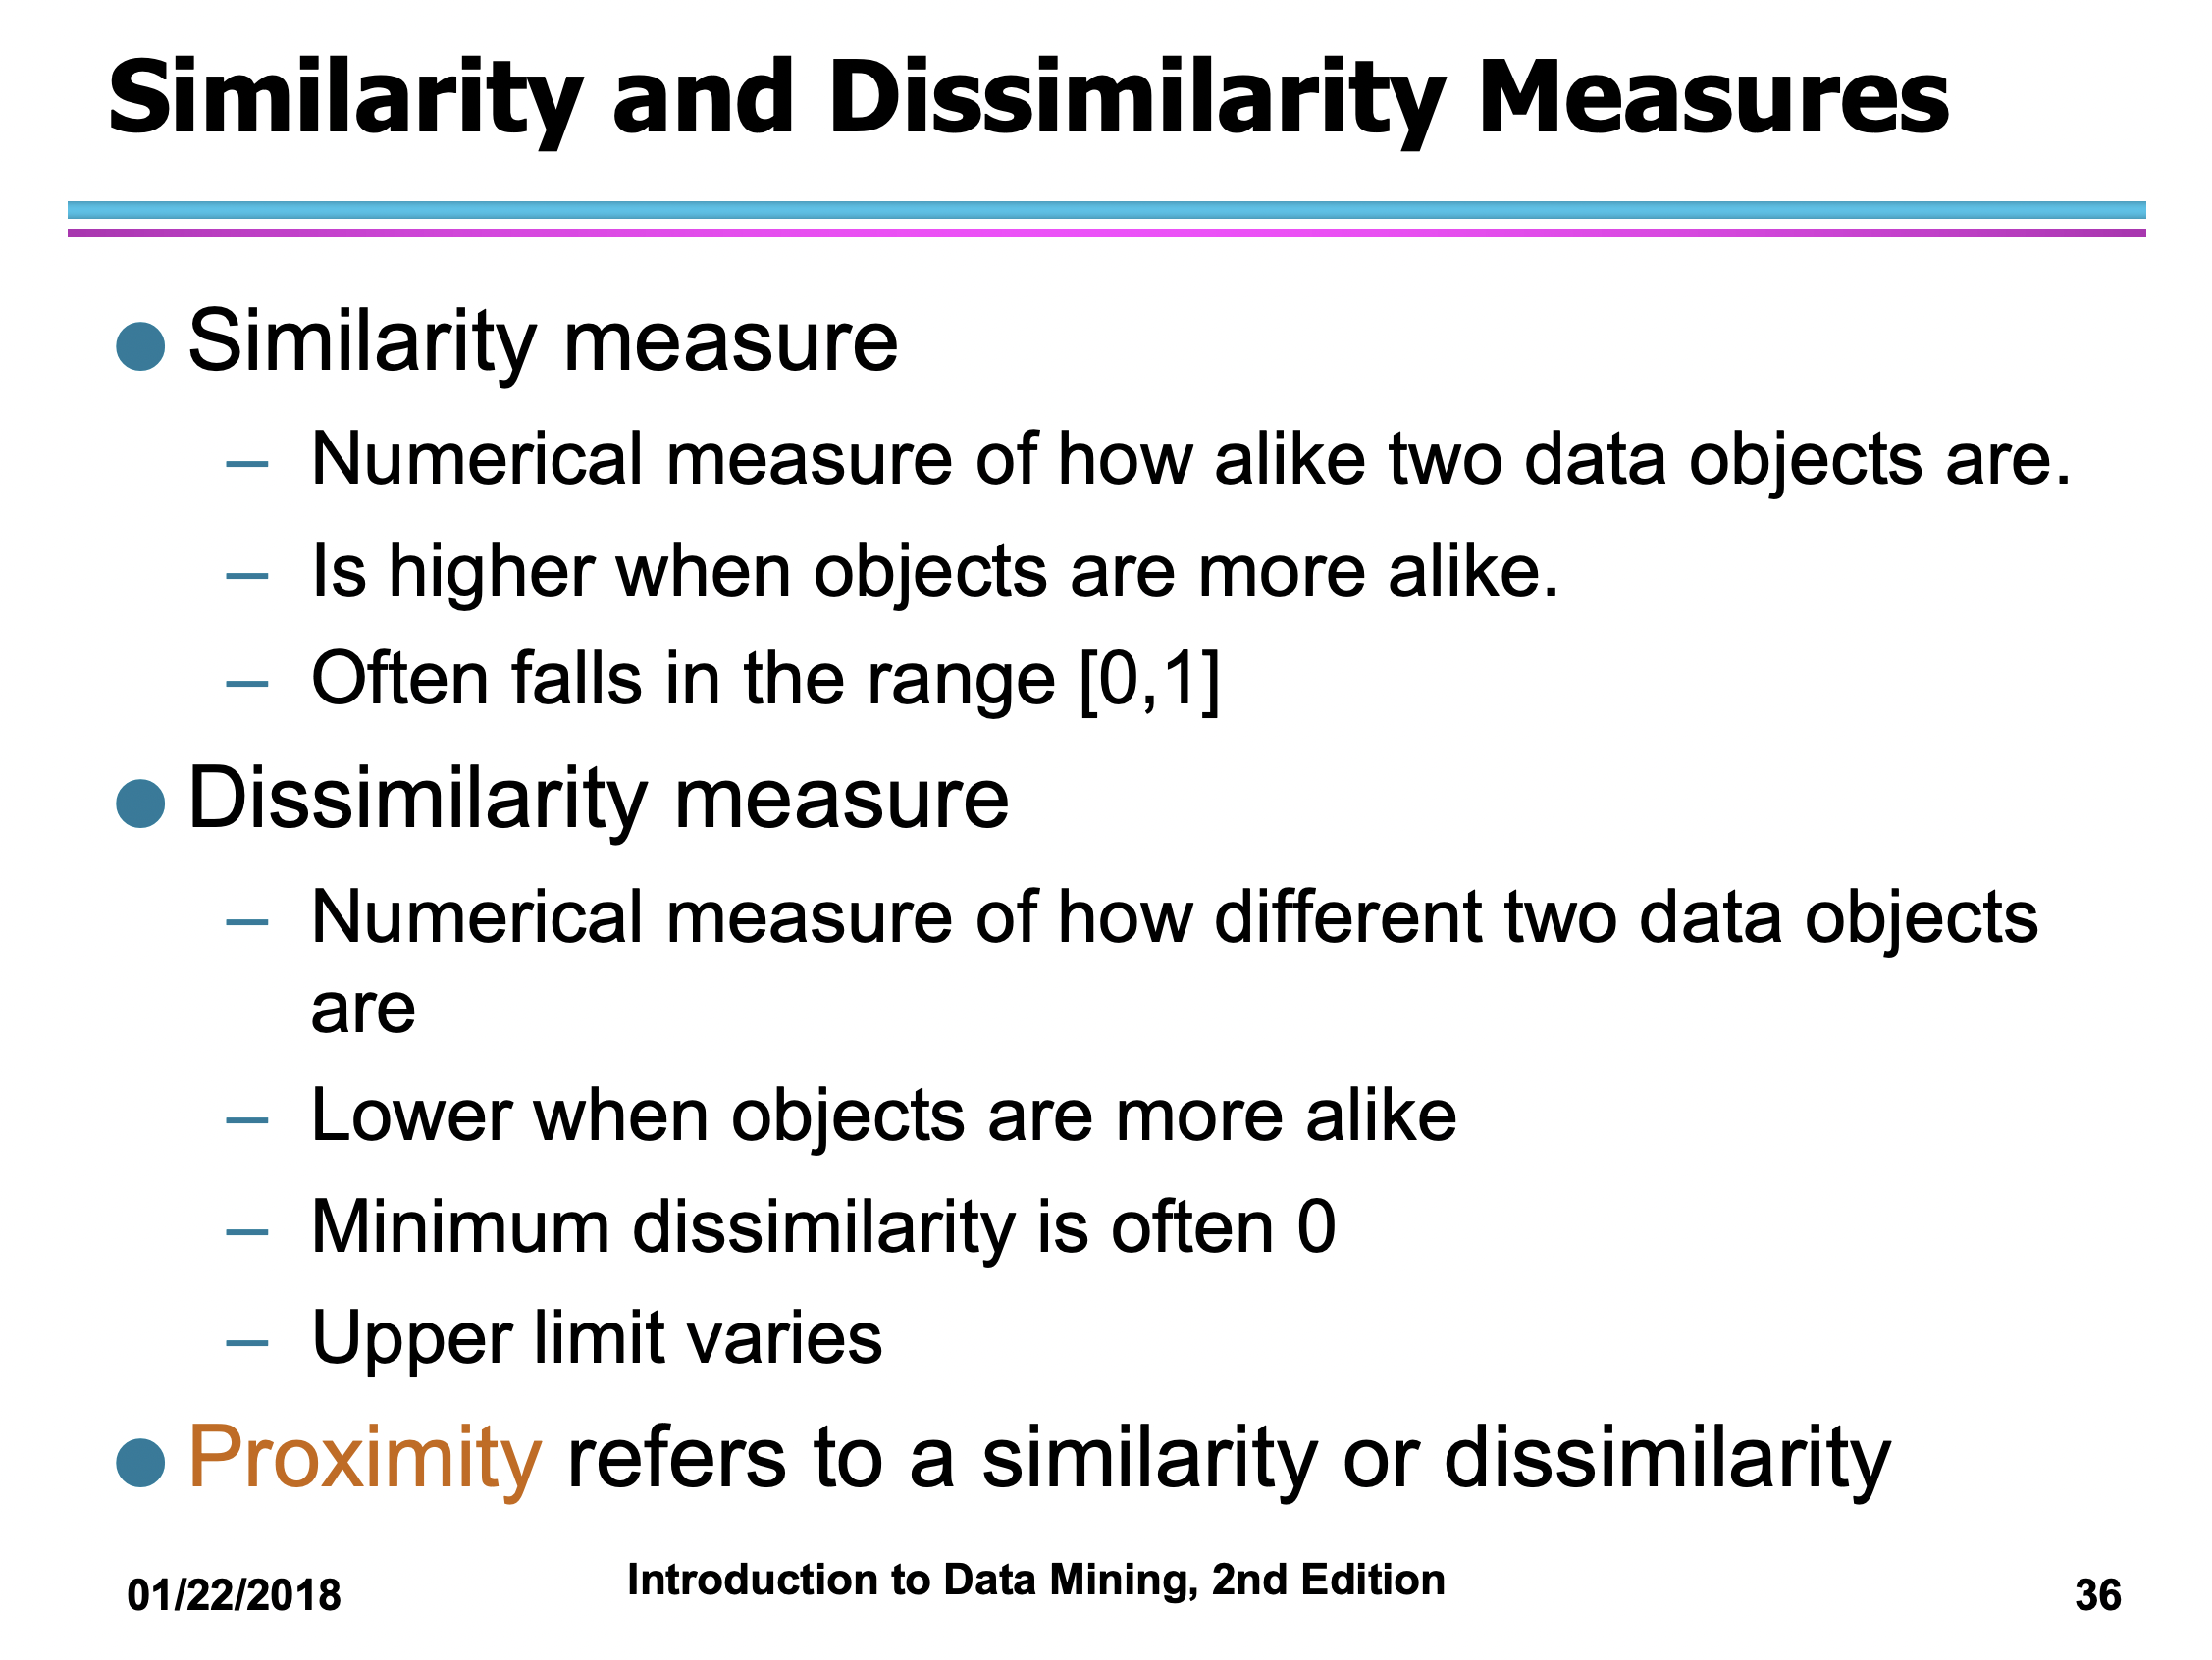 Similarity and Dissimilarity Measures
● Similarity measure
– Numerical measure of how alike two data objects are.
– Is higher when objects are more alike.
– Often falls in the range [0,1]
● Dissimilarity measure
– Numerical measure of how different two data objects
are
– Lower when objects are more alike
– Minimum dissimilarity is often 0
– Upper limit varies
● Proximity refers to a similarity or dissimilarity
01/22/2018 Introduction to Data Mining, 2nd Edition 36